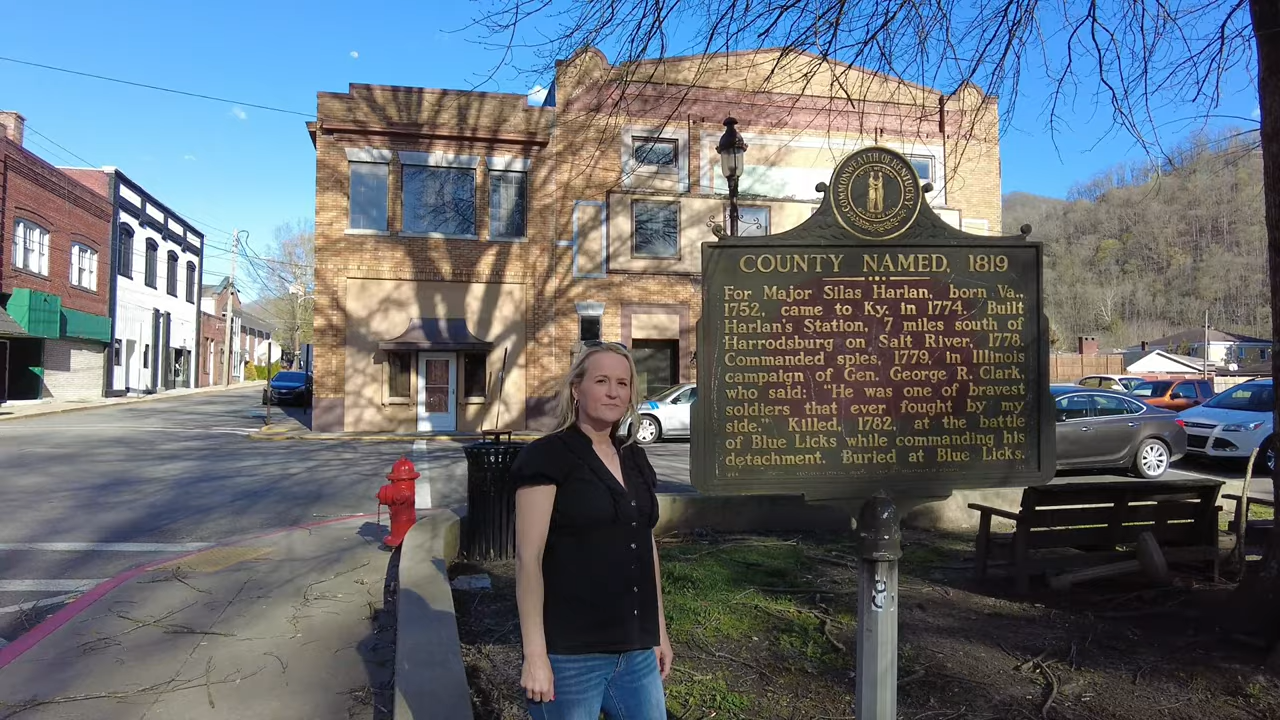 COMMONWEALTH OF KENTUCKY
COUNTY NAMED, 1819
For Major Silas Harlan, born Va.,
1752, came to Ky. in 1774. Built
Harlan's Station, 7 miles south of
Harrodsburg on Salt River, 1778.
Commanded spies, 1779, in Illinois
campaign of Gen. George R. Clark,
who said: "He was one of bravest
soldiers that ever fought by my
side." Killed, 1782, at the battle
of Blue Licks while commanding his
detachment. Buried at Blue Licks.